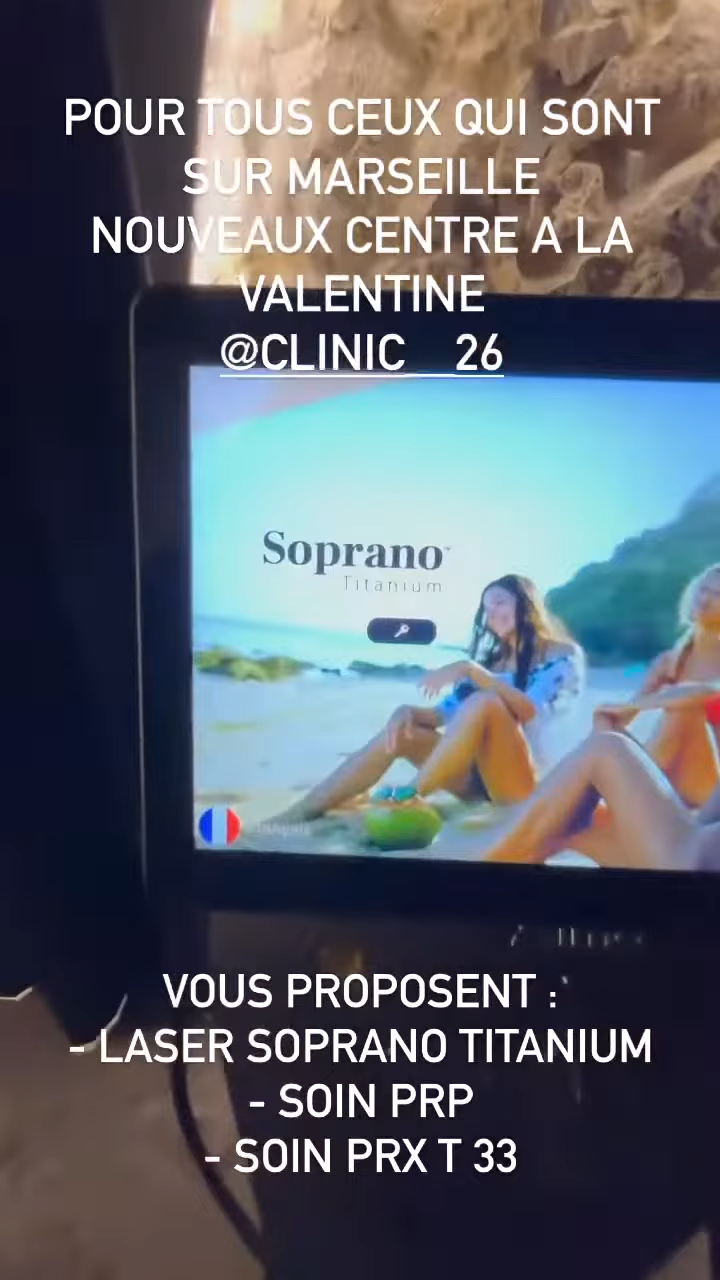 POUR TOUS CEUX QUI SONT
SUR MARSEILLE
NOUVEAUX CENTRE A LA
VALENTINE
@CLINIC__26
Soprano
Titanium
VOUS PROPOSENT :
- LASER SOPRANO TITANIUM
- SOIN PRP
- SOIN PRX T 33